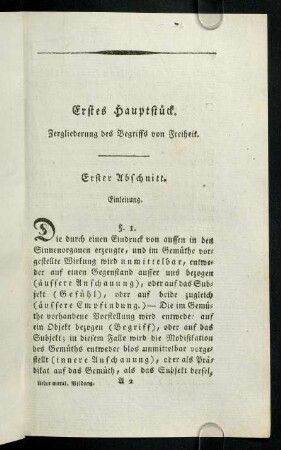 Erstes Hauptstück.
Zergliederung des Begriffs von Freiheit.
Erster Abschnitt.
Einleitung.
§. 1.
Die durch einen Eindruck von aussen in den
Sinnenorganen erzeugte, und im Gemüthe vor-
gestellte Wirkung wird unmittelbar, entwe-
der auf einen Gegenstand ausser uns bezogen
(äussere Anschauung), oder auf das Sub-
jekt (Gefühl), oder auf beide zugleich
(äussere Empfindung.) — Die im Gemü-
the vorhandene Vorstellung wird entwede: auf
ein Objekt bezogen (Begriff), oder auf das
Subjekt; in diesem Falle wird die Modifikation
des Gemüths entweder blos unmittelbar vorge-
stellt (innere Anschauung), oder als Prä-
dikat auf das Gemüth, als das Subjekt dersel,
Ueber moral. Bildung. A 2